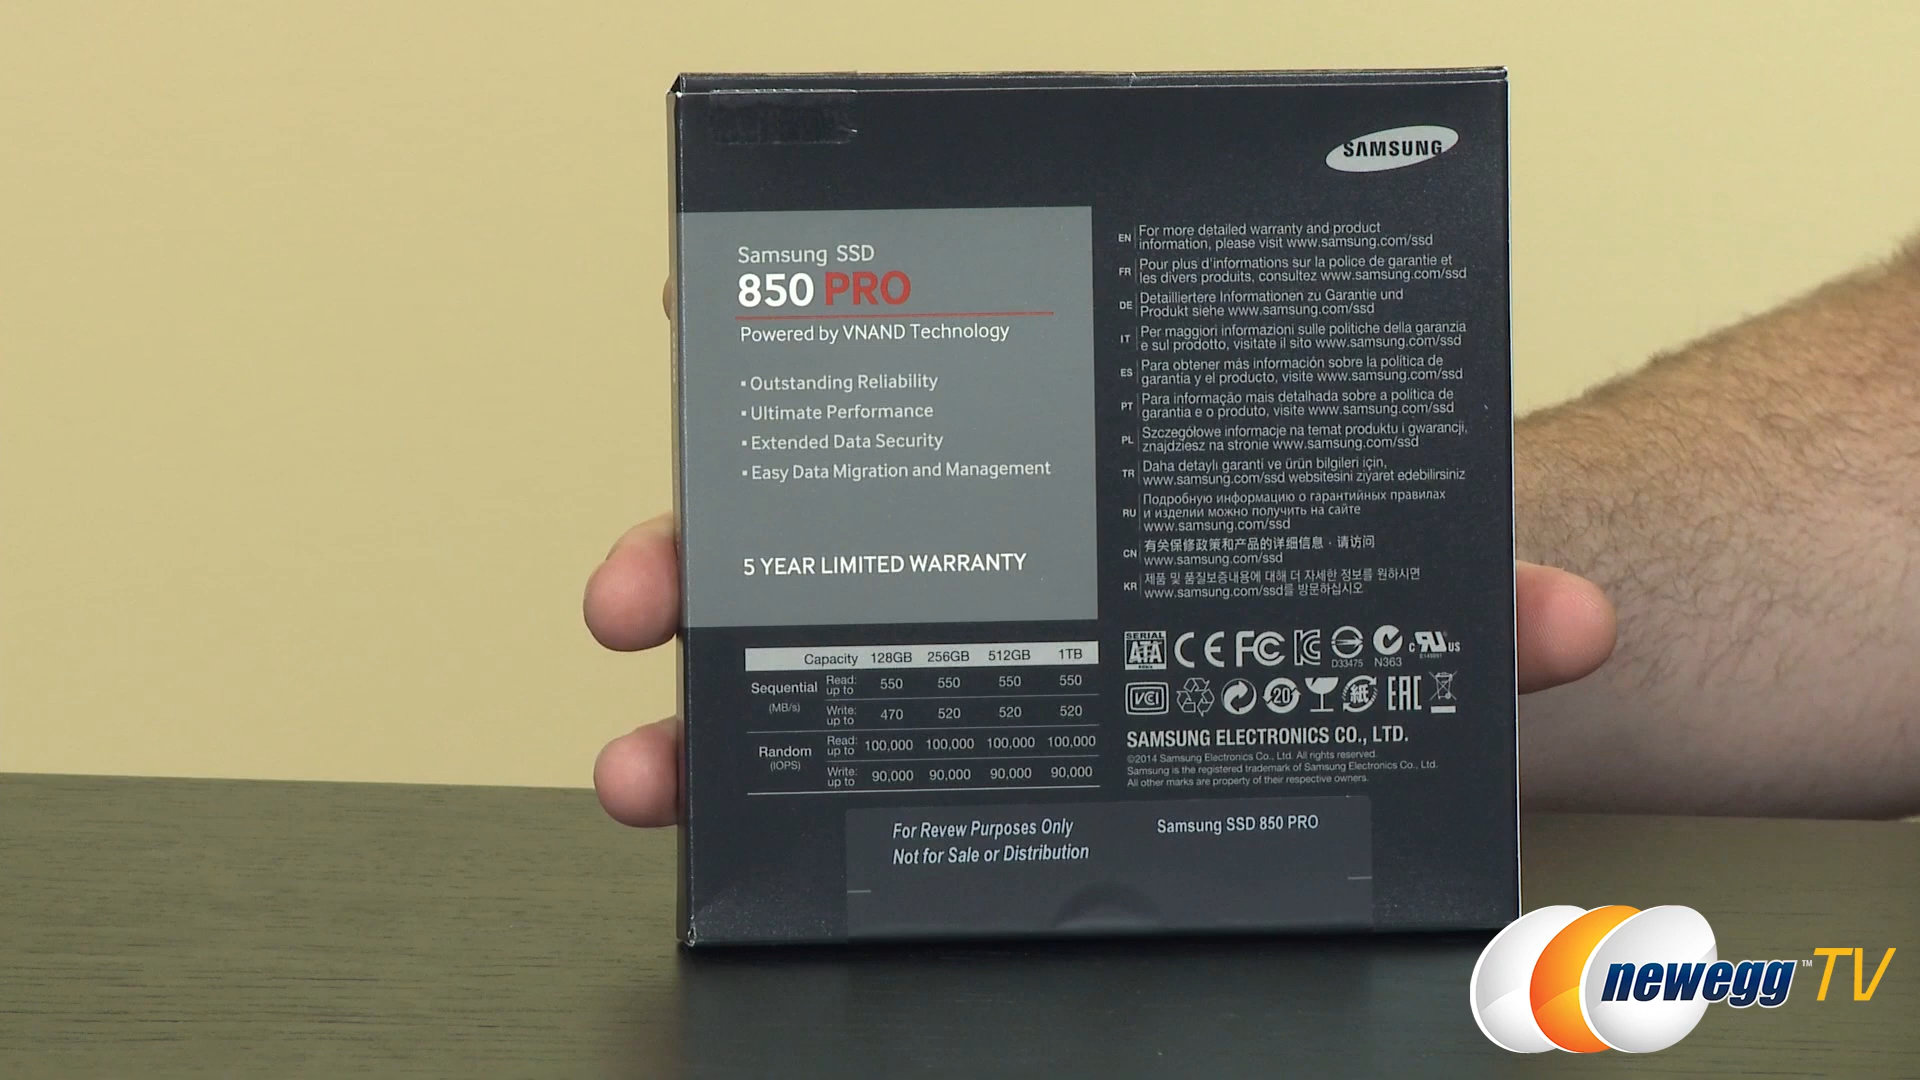 SAMSUNG
Samsung SSD
850 PRO
Powered by VNAND Technology
▪ Outstanding Reliability
▪ Ultimate Performance
▪ Extended Data Security
▪ Easy Data Migration and Management
5 YEAR LIMITED WARRANTY
Capacity 128GB 256GB 512GB 1TB
Sequential (MB/s) Read: up to 550 550 550 550
Write: up to 470 520 520 520
Random (IOPS) Read: up to 100,000 100,000 100,000 100,000
Write: up to 90,000 90,000 90,000 90,000
EN For more detailed warranty and product
information, please visit www.samsung.com/ssd
FR Pour plus d'informations sur la police de garantie et
les divers produits, consultez www.samsung.com/ssd
DE Detailliertere Informationen zu Garantie und
Produkt siehe www.samsung.com/ssd
IT Per maggiori informazioni sulle politiche della garanzia
e sul prodotto, visitate il sito www.samsung.com/ssd
ES Para obtener más información sobre la política de
garantía y el producto, visite www.samsung.com/ssd
PT Para informação mais detalhada sobre a política de
garantia e o produto, visite www.samsung.com/ssd
PL Szczegółowe informacje na temat produktu i gwarancji,
znajdziesz na stronie www.samsung.com/ssd
TR Daha detaylı garanti ve ürün bilgileri için,
www.samsung.com/ssd websitesini ziyaret edebilirsiniz
RU Подробную информацию о гарантийных правилах
и изделии можно получить на сайте
www.samsung.com/ssd
CN 有关保修政策和产品的详细信息，请访问
www.samsung.com/ssd
KR 제품 및 품질보증내용에 대해 더 자세한 정보를 원하시면
www.samsung.com/ssd를 방문하십시오
SERIAL ATA CE FC D33475 N363 c RU US
VCI 20 紙 EAC
SAMSUNG ELECTRONICS CO., LTD.
©2014 Samsung Electronics Co., Ltd. All rights reserved.
Samsung is the registered trademark of Samsung Electronics Co., Ltd.
All other marks are property of their respective owners.
For Revew Purposes Only
Not for Sale or Distribution
Samsung SSD 850 PRO
newegg™ TV